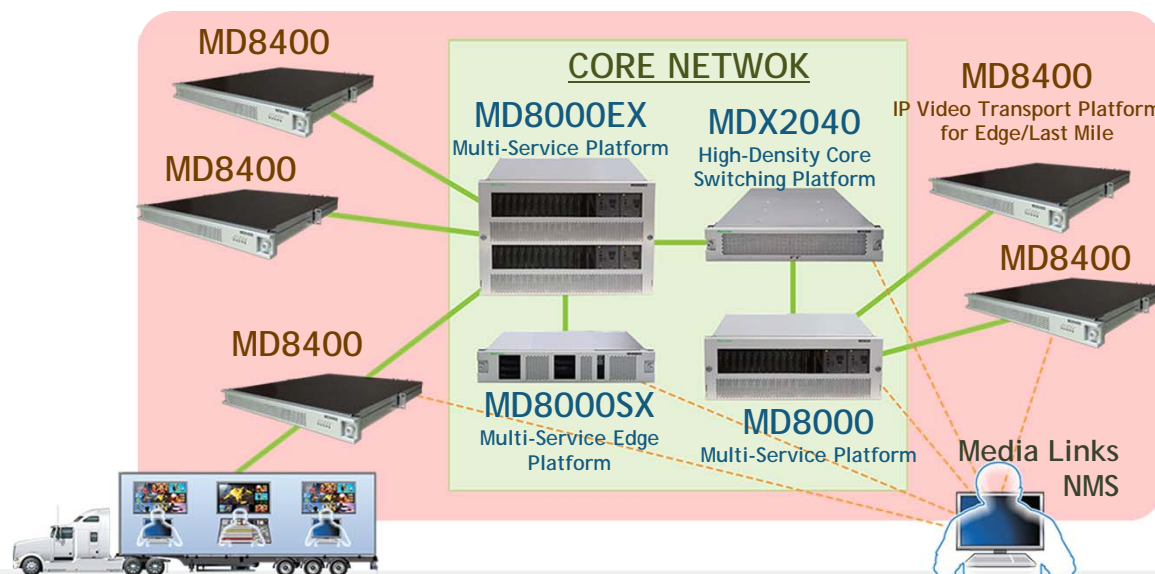 MD8400
CORE NETWOK
MD8400
IP Video Transport Platform
for Edge/Last Mile
MD8000EX
Multi-Service Platform
MDX2040
High-Density Core
Switching Platform
MD8400
MD8400
MD8400
MD8000SX
Multi-Service Edge
Platform
MD8000
Multi-Service Platform
Media Links
NMS